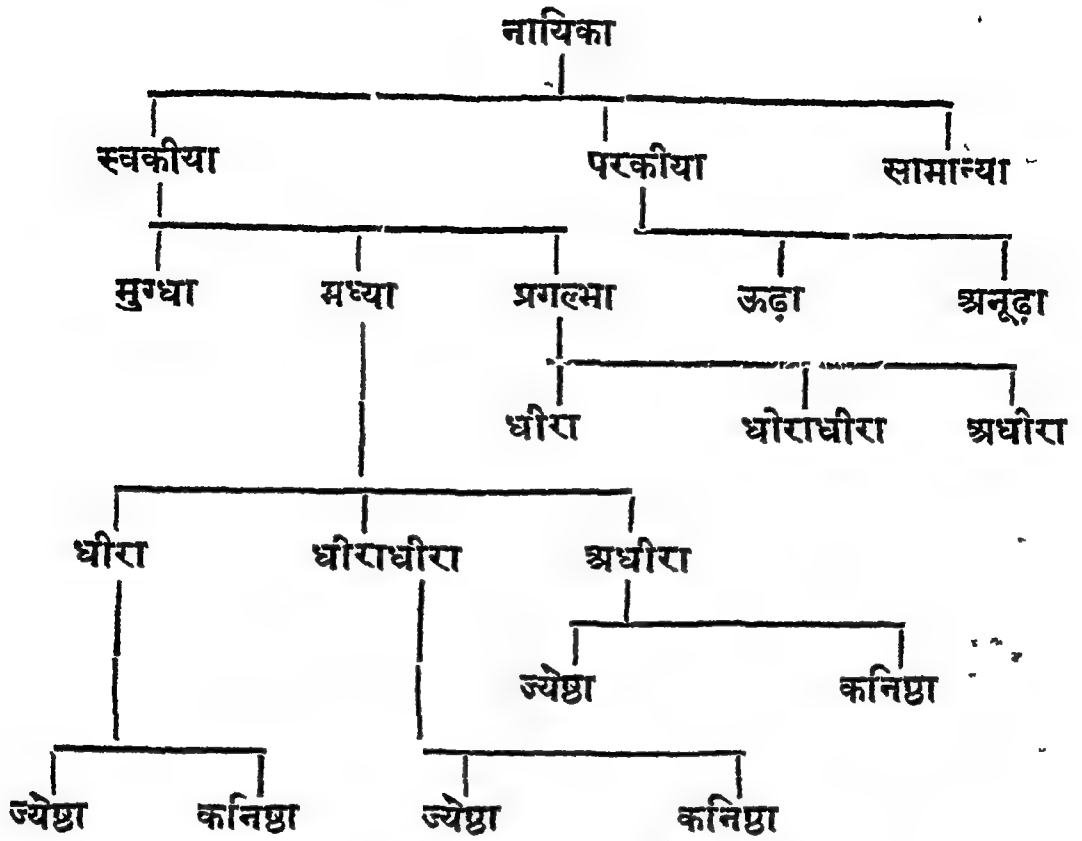 नायिका
स्वकीया परकीया सामान्या
मुग्धा मध्या प्रगल्भा ऊढ़ा अनूढ़ा
धीरा धीराधीरा अधीरा
धीरा धीराधीरा अधीरा
ज्येष्ठा कनिष्ठा
ज्येष्ठा कनिष्ठा ज्येष्ठा कनिष्ठा